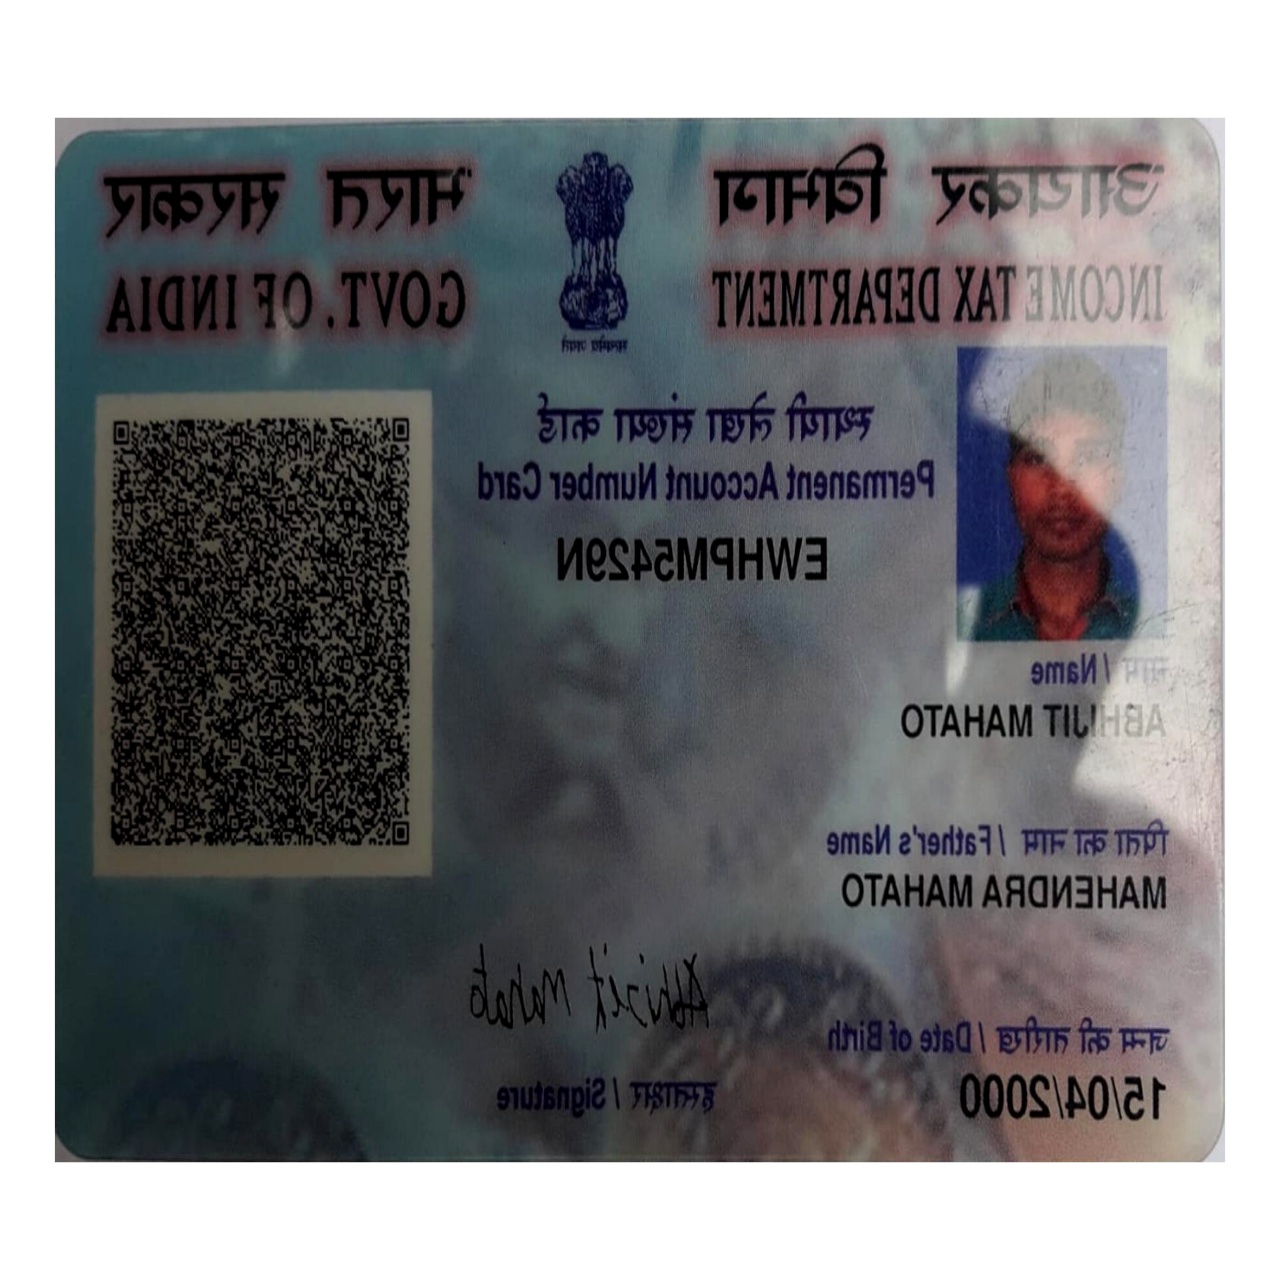 आयकर विभाग
INCOME TAX DEPARTMENT
भारत सरकार
GOVT. OF INDIA
सत्यमेव जयते
स्थायी लेखा संख्या कार्ड
Permanent Account Number Card
EWHPM5429N
नाम / Name
ABHIJIT MAHATO
पिता का नाम / Father's Name
MAHENDRA MAHATO
जन्म की तारीख / Date of Birth
15/04/2000
Abhijit Mahato
हस्ताक्षर / Signature